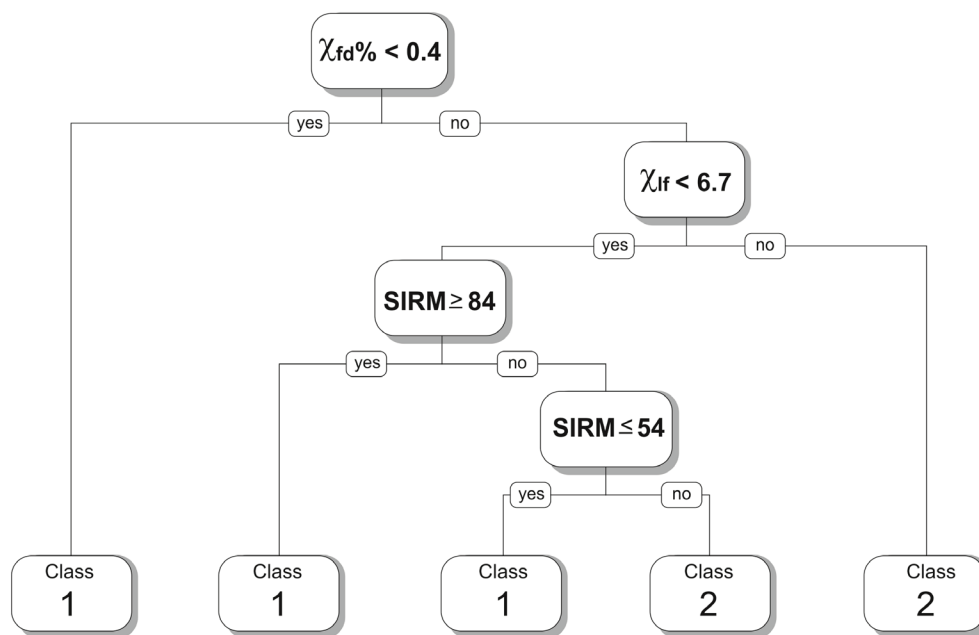 χfd% < 0.4
yes
no
χlf < 6.7
yes
no
SIRM ≥ 84
yes
no
SIRM ≤ 54
yes
no
Class
1
Class
1
Class
1
Class
2
Class
2